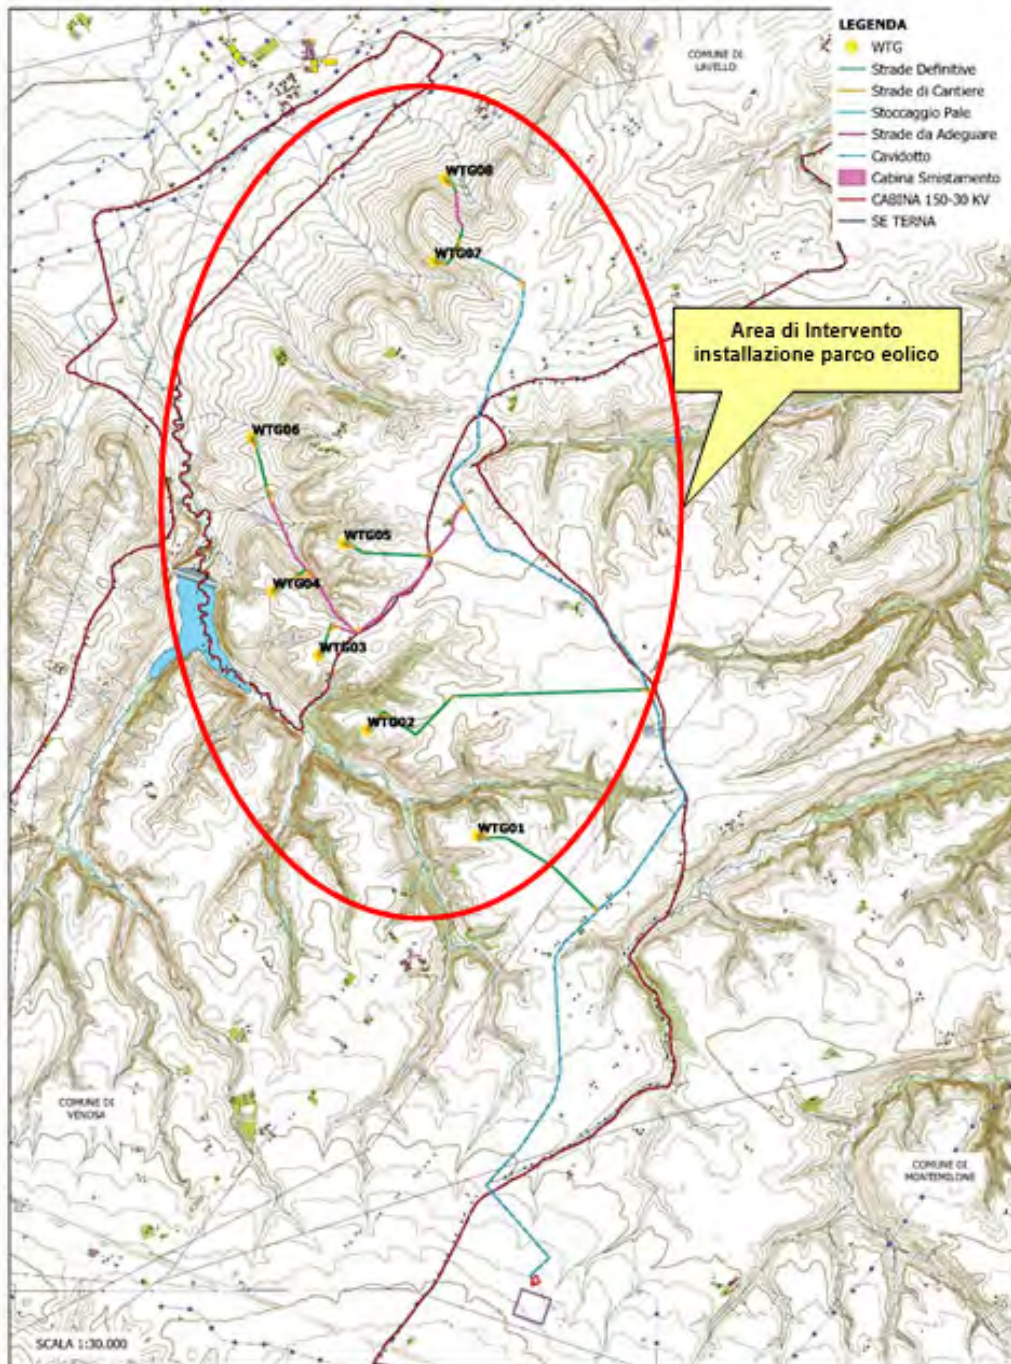 LEGENDA
WTG
Strade Definitive
Strade di Cantiere
Stoccaggio Pale
Strade da Adeguare
Cavidotto
Cabina Smistamento
CABINA 150-30 KV
SE TERNA
COMUNE DI
LAVELLO
WTG08
WTG07
Area di Intervento
installazione parco eolico
WTG06
WTG05
WTG04
WTG03
WTG02
WTG01
COMUNE DI
VENOSA
COMUNE DI
MONTEMILONE
SCALA 1:30.000